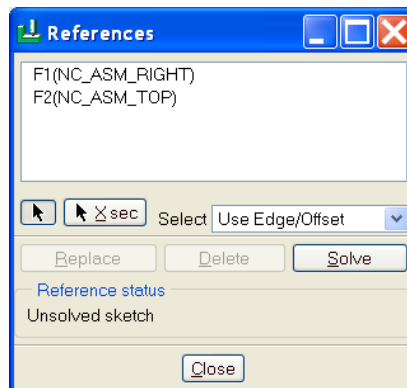 References
F1(NC_ASM_RIGHT)
F2(NC_ASM_TOP)
Xsec Select Use Edge/Offset
Replace Delete Solve
Reference status
Unsolved sketch
Close